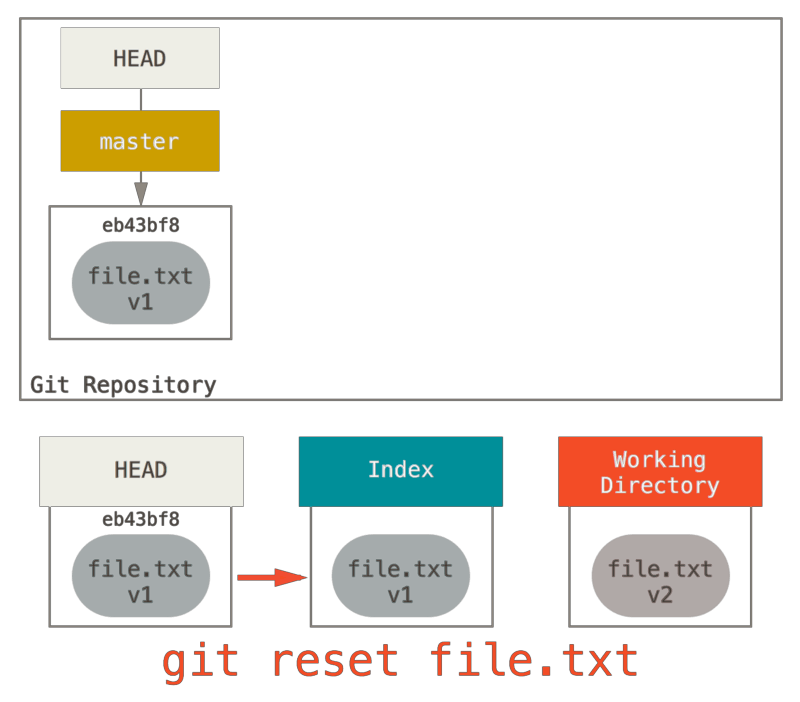 HEAD
master
eb43bf8
file.txt
v1
Git Repository
HEAD
Index
Working
Directory
eb43bf8
file.txt
v1
file.txt
v1
file.txt
v2
git reset file.txt